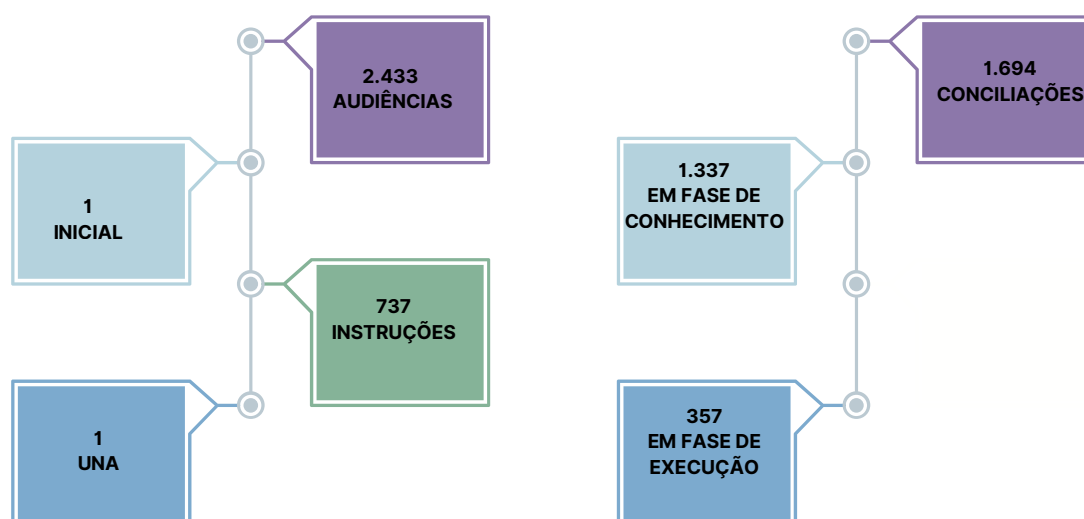 2.433
AUDIÊNCIAS
1
INICIAL
737
INSTRUÇÕES
1
UNA
1.694
CONCILIAÇÕES
1.337
EM FASE DE
CONHECIMENTO
357
EM FASE DE
EXECUÇÃO